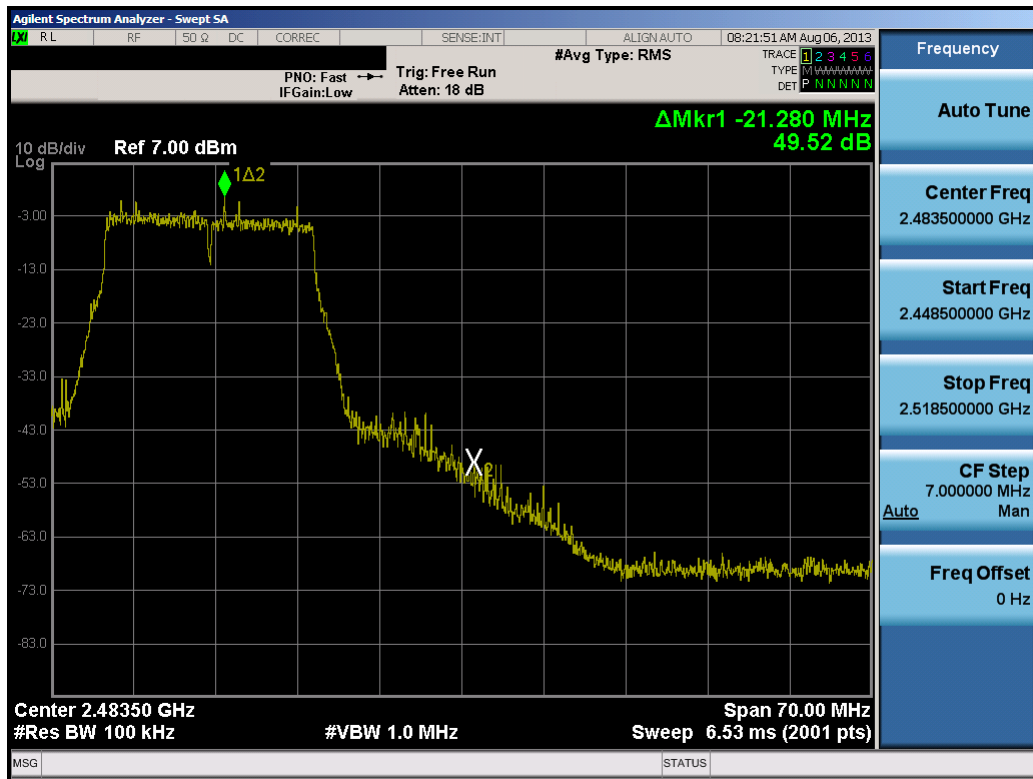 Agilent Spectrum Analyzer - Swept SA
LXI RL RF 50 Ω DC CORREC SENSE:INT ALIGN AUTO 08:21:51 AM Aug 06, 2013
#Avg Type: RMS
TRACE 1 2 3 4 5 6
TYPE M W W W W W
DET P N N N N N
PNO: Fast Trig: Free Run
IFGain:Low Atten: 18 dB
ΔMkr1 -21.280 MHz
49.52 dB
10 dB/div Ref 7.00 dBm
Log
1Δ2
-3.00
-13.0
-23.0
-33.0
-43.0
X2
-53.0
-63.0
-73.0
-83.0
Center 2.48350 GHz Span 70.00 MHz
#Res BW 100 kHz #VBW 1.0 MHz Sweep 6.53 ms (2001 pts)
MSG STATUS
Frequency
Auto Tune
Center Freq
2.483500000 GHz
Start Freq
2.448500000 GHz
Stop Freq
2.518500000 GHz
CF Step
7.000000 MHz
Auto Man
Freq Offset
0 Hz